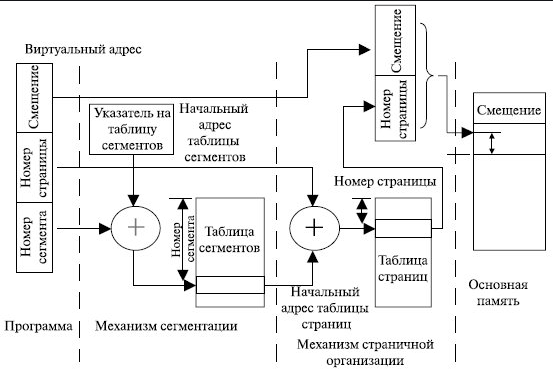 Виртуальный адрес
Смещение
Номер
страницы
Номер
сегмента
Указатель на
таблицу
сегментов
Начальный
адрес
таблицы
сегментов
Номер
сегмента
Таблица
сегментов
Начальный
адрес таблицы
страниц
Смещение
Номер
страницы
Номер страницы
Таблица
страниц
Смещение
Основная
память
Программа
Механизм сегментации
Механизм страничной
организации